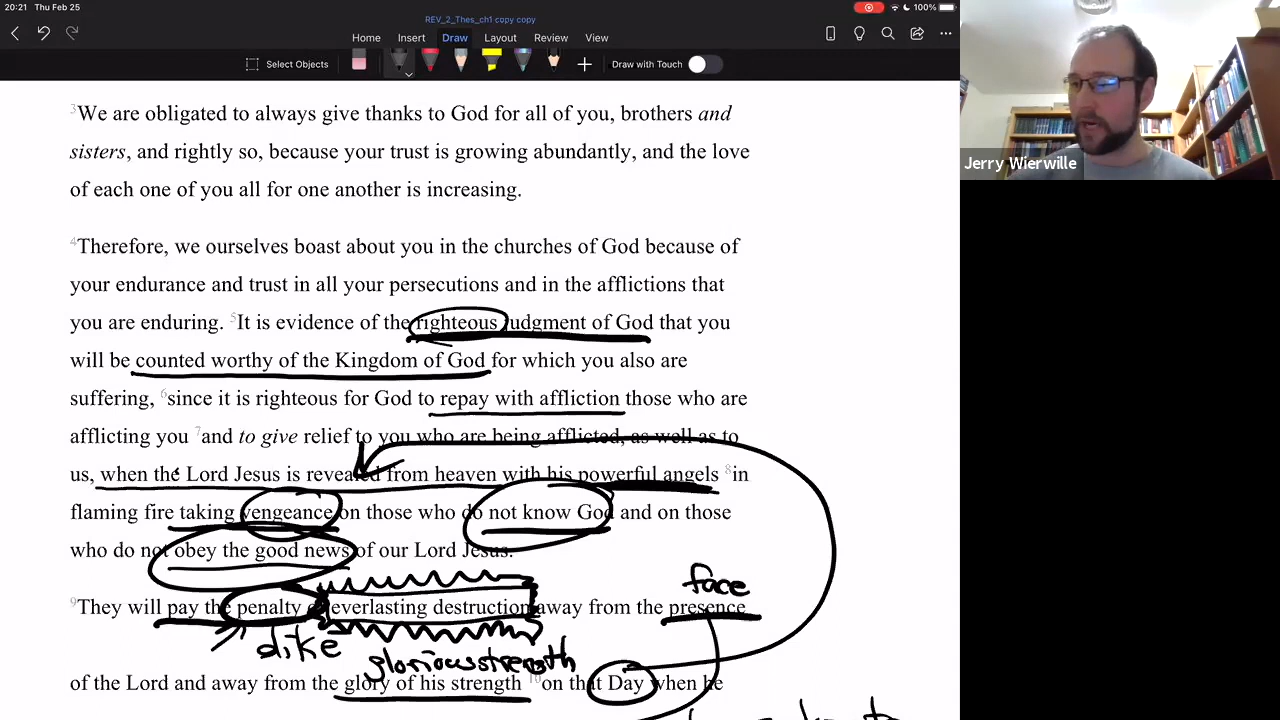 20:21 Thu Feb 25
100%
REV_2_Thes_ch1 copy copy
Home Insert Draw Layout Review View
Select Objects
Draw with Touch
Jerry Wierwille
3We are obligated to always give thanks to God for all of you, brothers and
sisters, and rightly so, because your trust is growing abundantly, and the love
of each one of you all for one another is increasing.
4Therefore, we ourselves boast about you in the churches of God because of
your endurance and trust in all your persecutions and in the afflictions that
you are enduring. 5It is evidence of the righteous judgment of God that you
will be counted worthy of the Kingdom of God for which you also are
suffering, 6since it is righteous for God to repay with affliction those who are
afflicting you 7and to give relief to you who are being afflicted, as well as to
us, when the Lord Jesus is revealed from heaven with his powerful angels 8in
flaming fire taking vengeance on those who do not know God and on those
who do not obey the good news of our Lord Jesus.
face
9They will pay the penalty of everlasting destruction away from the presence
dike
glorious strength
of the Lord and away from the glory of his strength 10on that Day when he